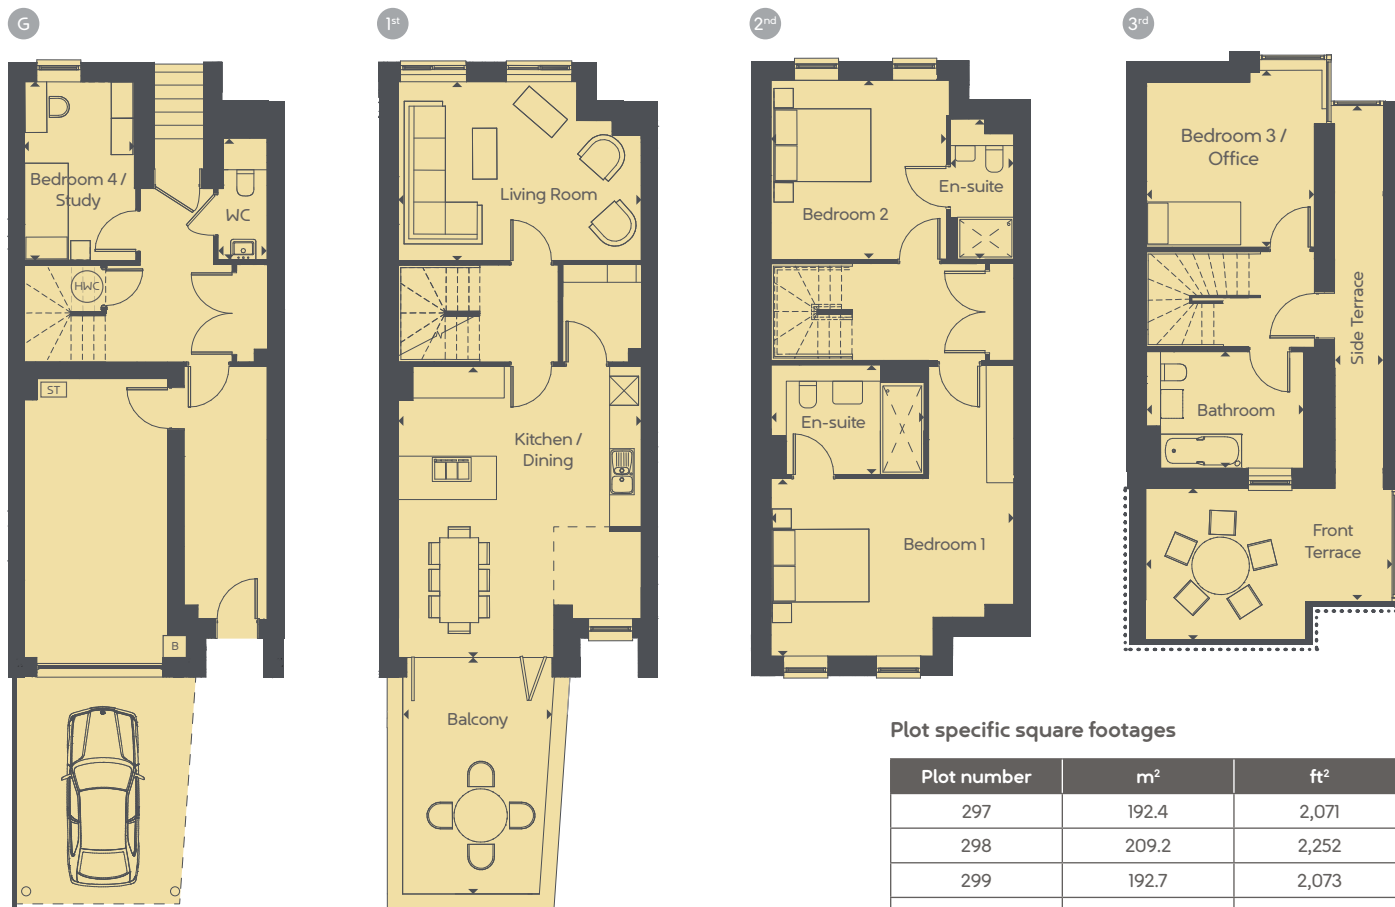 G
1st
2nd
3rd
Bedroom 4 /
Study
WC
HWC
ST
B
Living Room
Kitchen /
Dining
Balcony
Bedroom 2
En-suite
En-suite
Bedroom 1
Bedroom 3 /
Office
Side Terrace
Bathroom
Front
Terrace
Plot specific square footages
Plot number m² ft²
297 192.4 2,071
298 209.2 2,252
299 192.7 2,073